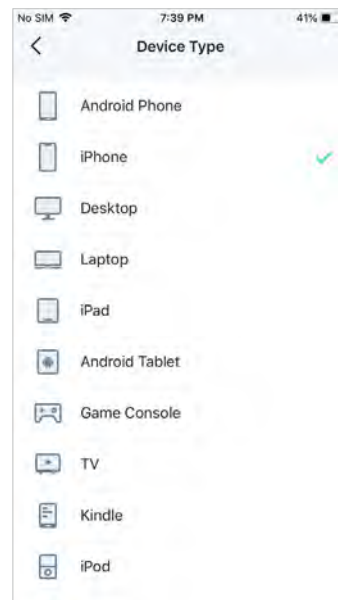 No SIM 7:39 PM 41%
Device Type
Android Phone
iPhone
Desktop
Laptop
iPad
Android Tablet
Game Console
TV
Kindle
iPod